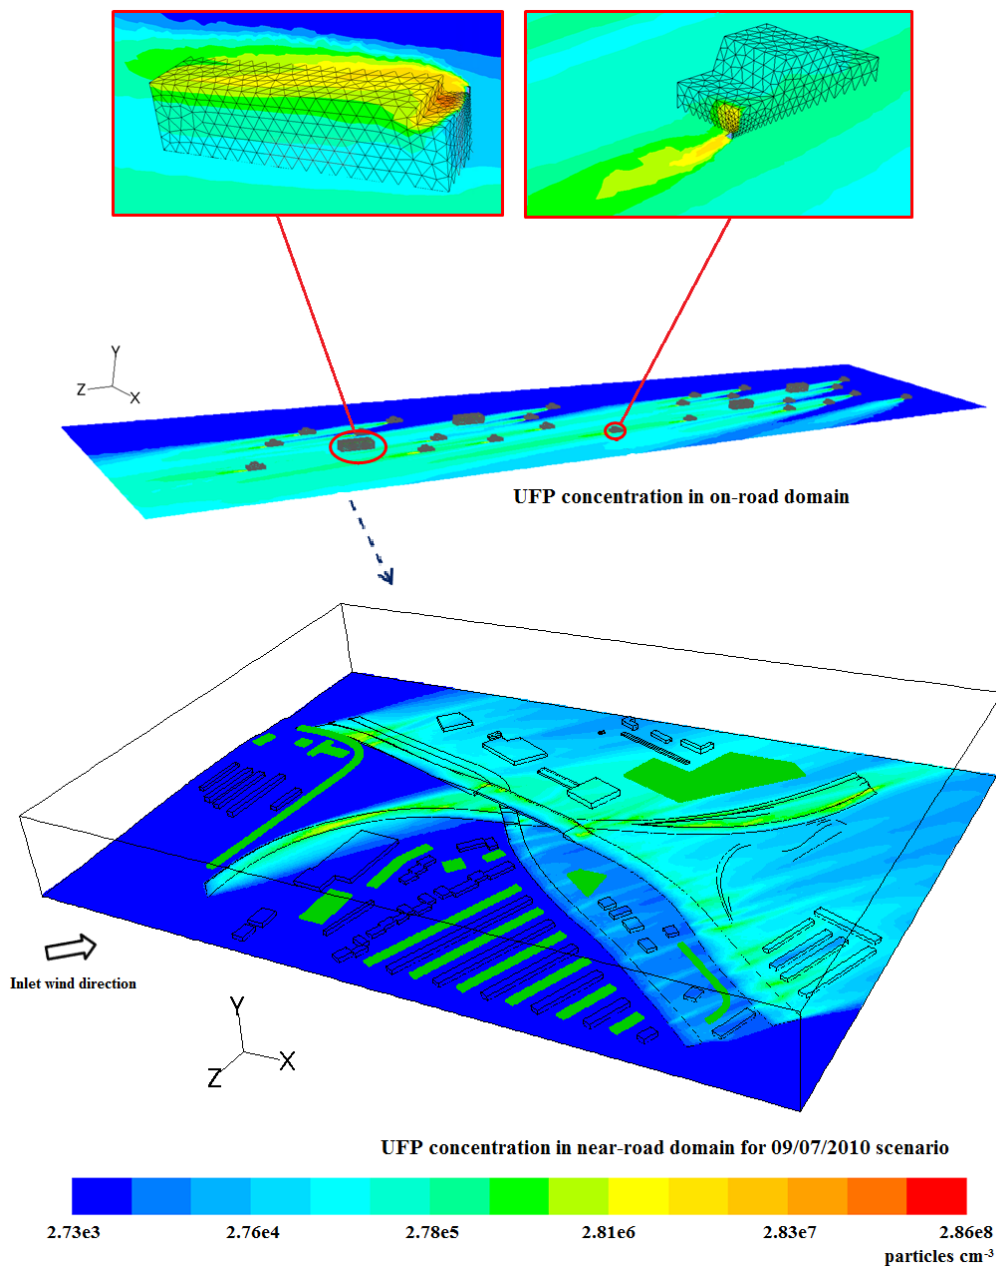 Y
Z
X
UFP concentration in on-road domain
Inlet wind direction
Y
X
Z
UFP concentration in near-road domain for 09/07/2010 scenario
2.73e3 2.76e4 2.78e5 2.81e6 2.83e7 2.86e8
particles cm⁻³